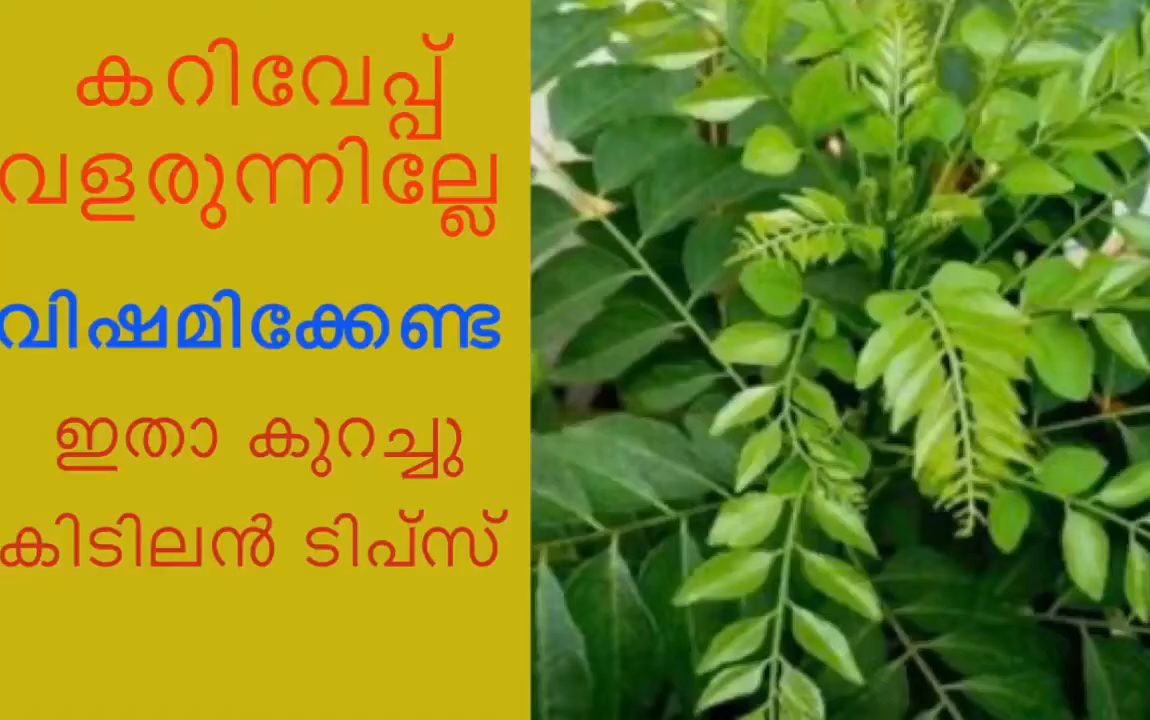 കറിവേപ്പ്
വളരുന്നില്ലേ
വിഷമിക്കേണ്ട
ഇതാ കുറച്ചു
കിടിലൻ ടിപ്സ്